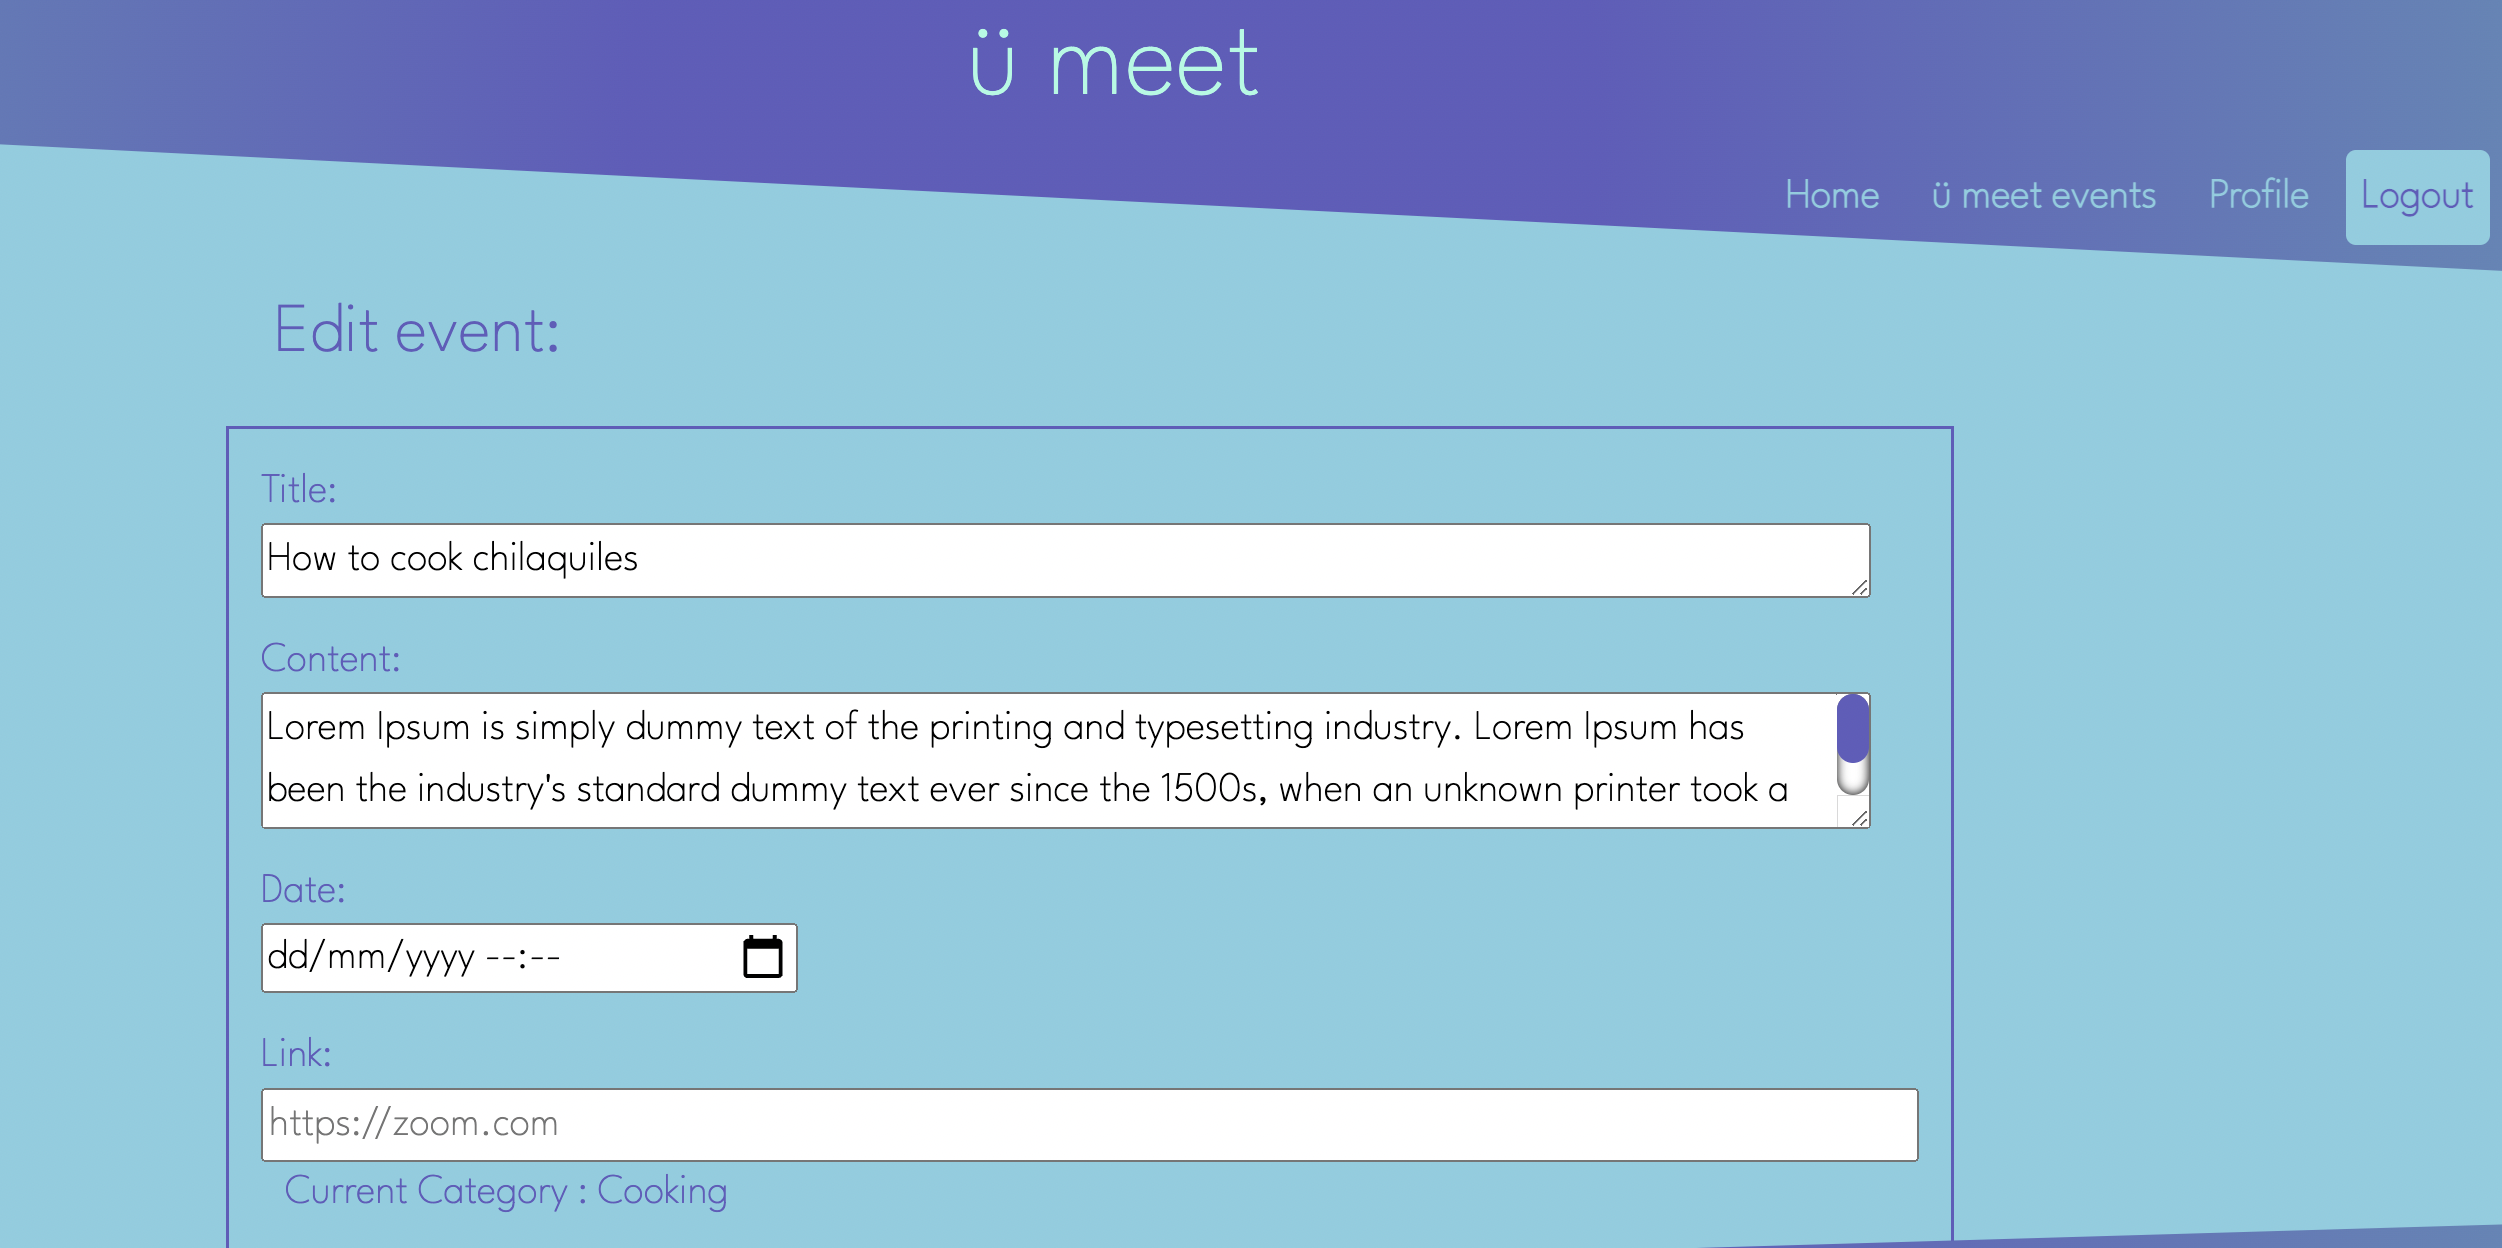 ü meet
Home ü meet events Profile Logout
Edit event:
Title:
How to cook chilaquiles
Content:
Lorem Ipsum is simply dummy text of the printing and typesetting industry. Lorem Ipsum has
been the industry's standard dummy text ever since the 1500s, when an unknown printer took a
Date:
dd/mm/yyyy --:--
Link:
https://zoom.com
Current Category : Cooking